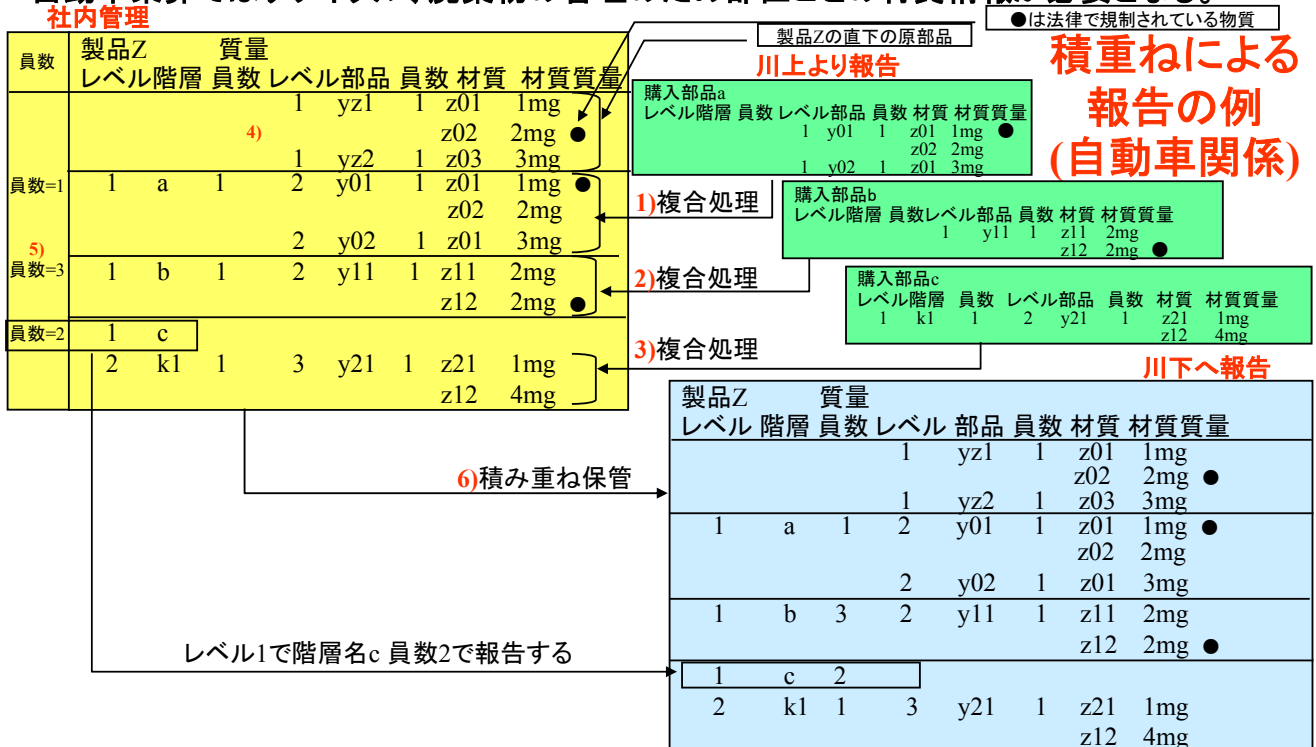 ●は法律で規制されている物質
社内管理
製品Zの直下の原部品
積重ねによる
報告の例
(自動車関係)
員数
製品Z 質量
レベル階層 員数 レベル部品 員数 材質 材質質量
1 yz1 1 z01 1mg
4) z02 2mg ●
1 yz2 1 z03 3mg
員数=1 1 a 1 2 y01 1 z01 1mg ●
z02 2mg
2 y02 1 z01 3mg
5)
員数=3 1 b 1 2 y11 1 z11 2mg
z12 2mg ●
員数=2 1 c
2 k1 1 3 y21 1 z21 1mg
z12 4mg
川上より報告
購入部品a
レベル階層 員数 レベル部品 員数 材質 材質質量
1 y01 1 z01 1mg ●
z02 2mg
1 y02 1 z01 3mg
1)複合処理
購入部品b
レベル階層 員数レベル部品 員数 材質 材質質量
1 y11 1 z11 2mg
z12 2mg ●
2)複合処理
購入部品c
レベル階層 員数 レベル部品 員数 材質 材質質量
1 k1 1 2 y21 1 z21 1mg
z12 4mg
3)複合処理
川下へ報告
製品Z 質量
レベル 階層 員数 レベル 部品 員数 材質 材質質量
1 yz1 1 z01 1mg
z02 2mg ●
1 yz2 1 z03 3mg
1 a 1 2 y01 1 z01 1mg ●
z02 2mg
2 y02 1 z01 3mg
1 b 3 2 y11 1 z11 2mg
z12 2mg ●
1 c 2
2 k1 1 3 y21 1 z21 1mg
z12 4mg
6)積み重ね保管
レベル1で階層名c 員数2で報告する